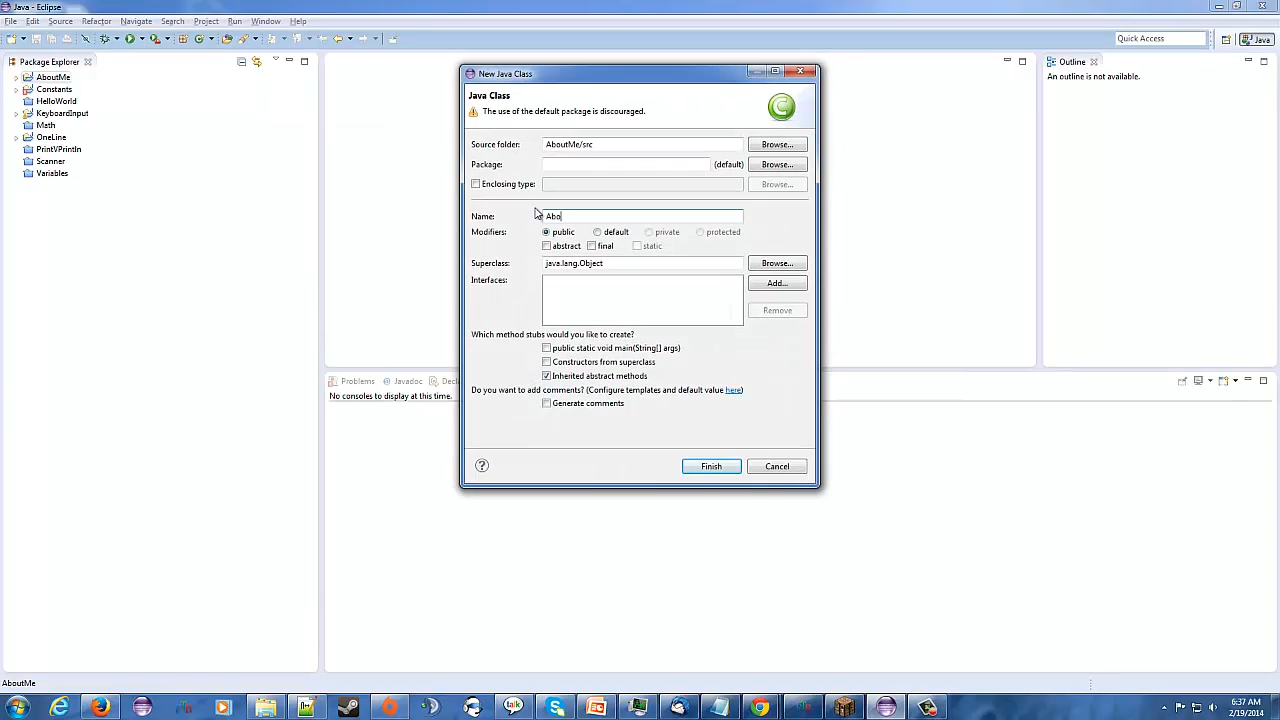 Java - Eclipse
File Edit Source Refactor Navigate Search Project Run Window Help
Quick Access
Java
Package Explorer
AboutMe
Constants
HelloWorld
KeyboardInput
Math
OneLine
PrintVPrintln
Scanner
Variables
New Java Class
Java Class
The use of the default package is discouraged.
Source folder: AboutMe/src Browse...
Package: (default) Browse...
Enclosing type: Browse...
Name: Abo
Modifiers: public default private protected
abstract final static
Superclass: java.lang.Object Browse...
Interfaces: Add...
Remove
Which method stubs would you like to create?
public static void main(String[] args)
Constructors from superclass
Inherited abstract methods
Do you want to add comments? (Configure templates and default value here)
Generate comments
? Finish Cancel
Outline
An outline is not available.
Problems @ Javadoc Decla
No consoles to display at this time.
AboutMe
talk
6:37 AM
2/19/2014